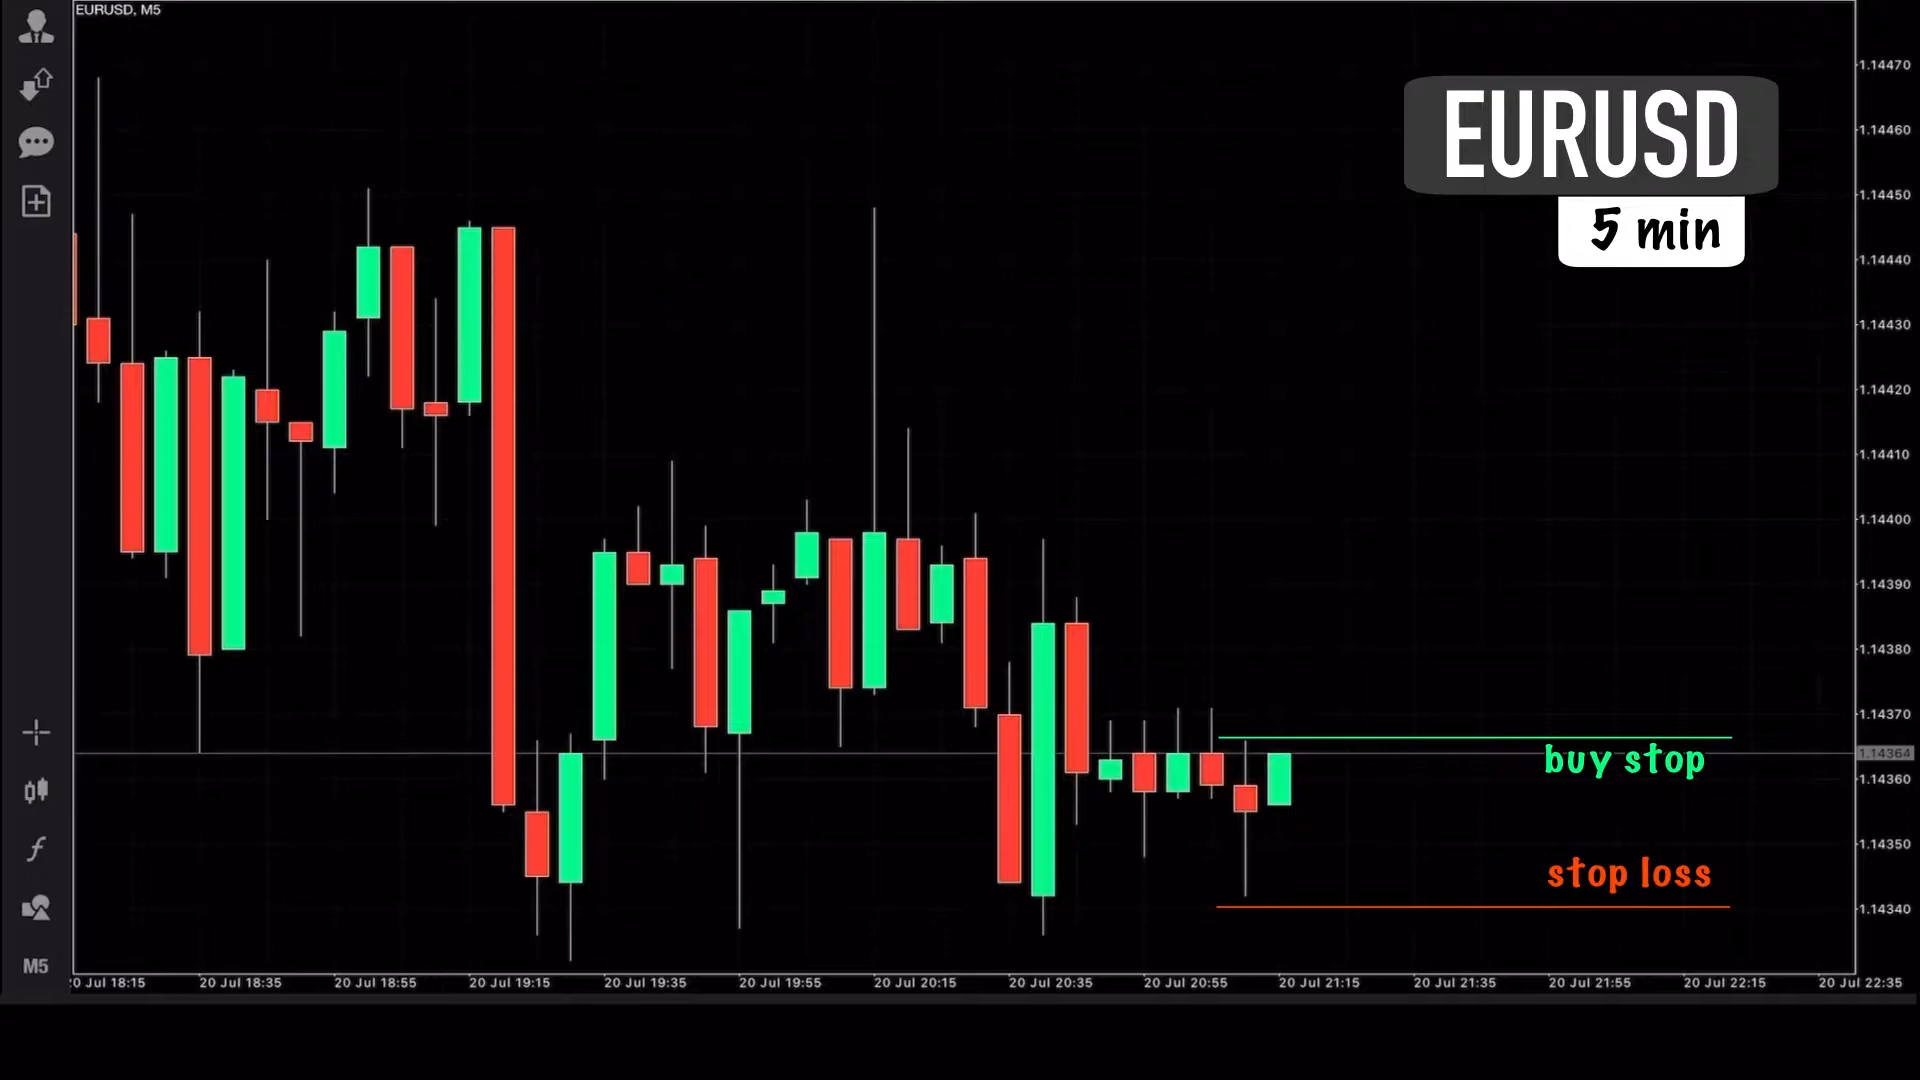 EURUSD, M5
1.14470
EURUSD
1.14460
1.14450
5 min
1.14440
1.14430
1.14420
1.14410
1.14400
1.14390
1.14380
1.14370
buy stop
1.14364
1.14360
1.14350
stop loss
1.14340
f
M5
0 Jul 18:15
20 Jul 18:35
20 Jul 18:55
20 Jul 19:15
20 Jul 19:35
20 Jul 19:55
20 Jul 20:15
20 Jul 20:35
20 Jul 20:55
20 Jul 21:15
20 Jul 21:35
20 Jul 21:55
20 Jul 22:15
20 Jul 22:35